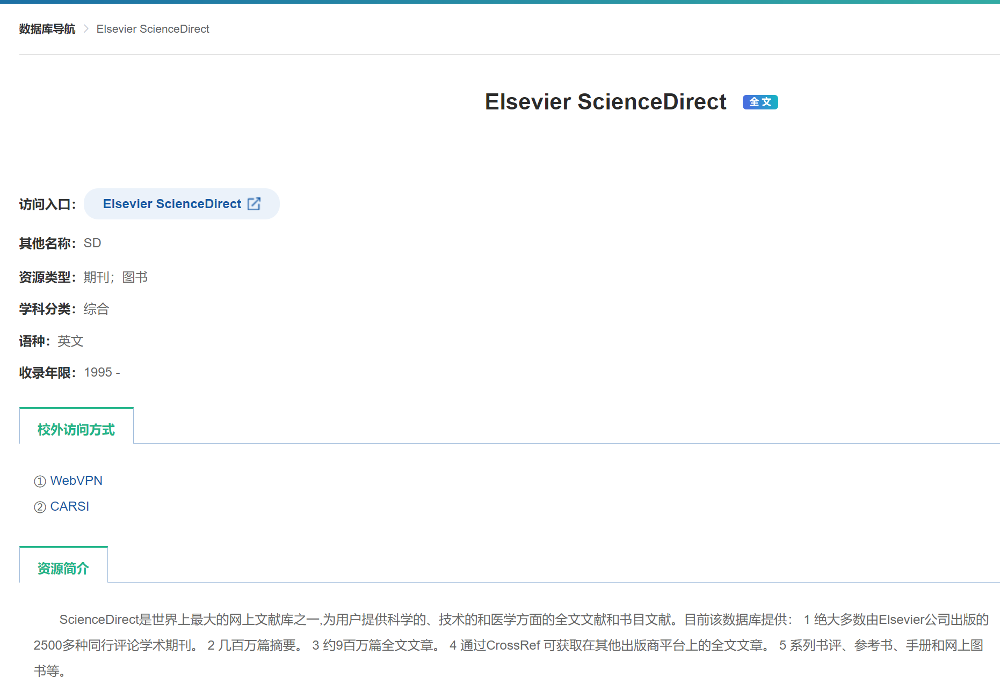 数据库导航 > Elsevier ScienceDirect
Elsevier ScienceDirect 全文
访问入口： Elsevier ScienceDirect
其他名称： SD
资源类型： 期刊；图书
学科分类： 综合
语种： 英文
收录年限： 1995 -
校外访问方式
① WebVPN
② CARSI
资源简介
ScienceDirect是世界上最大的网上文献库之一,为用户提供科学的、技术的和医学方面的全文文献和书目文献。目前该数据库提供： 1 绝大多数由Elsevier公司出版的
2500多种同行评论学术期刊。 2 几百万篇摘要。 3 约9百万篇全文文章。 4 通过CrossRef 可获取在其他出版商平台上的全文文章。 5 系列书评、参考书、手册和网上图
书等。